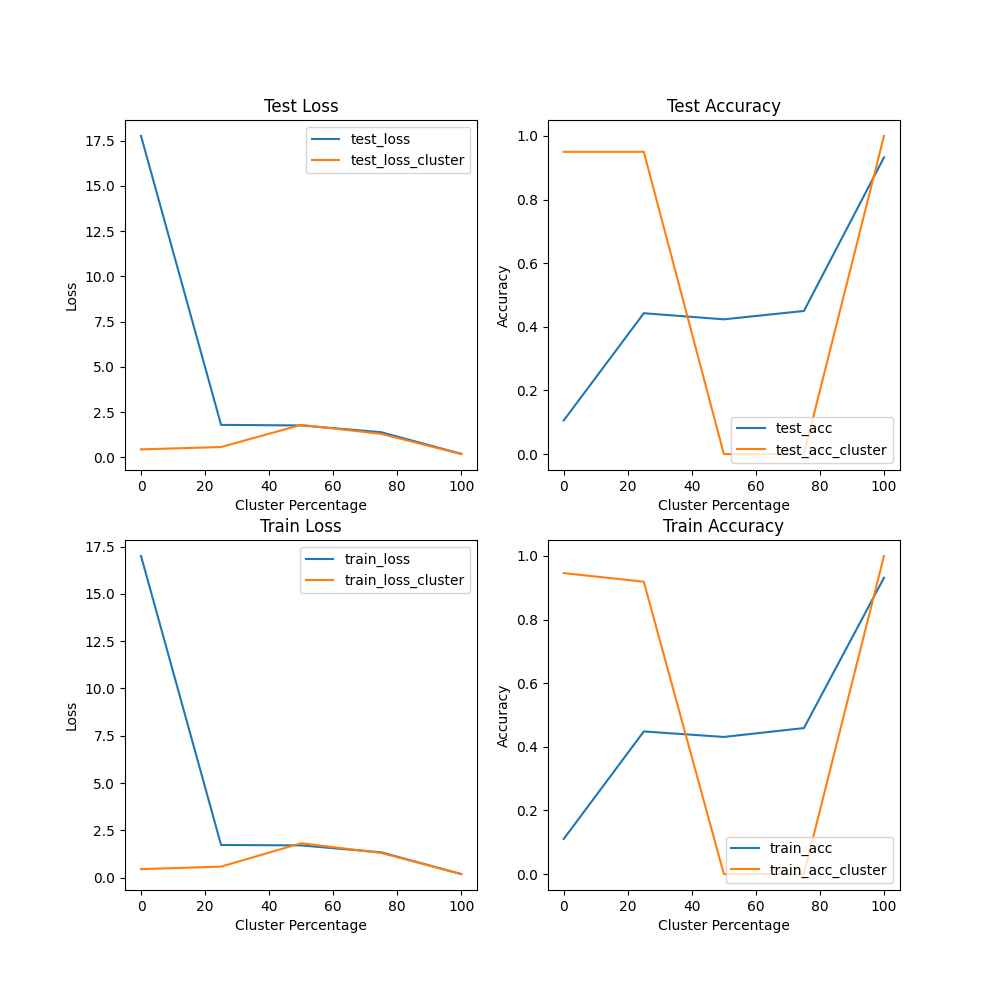 Test Loss
17.5
15.0
12.5
10.0
7.5
5.0
2.5
0.0
Loss
test_loss
test_loss_cluster
0 20 40 60 80 100
Cluster Percentage
Test Accuracy
1.0
0.8
0.6
0.4
0.2
0.0
Accuracy
test_acc
test_acc_cluster
0 20 40 60 80 100
Cluster Percentage
Train Loss
17.5
15.0
12.5
10.0
7.5
5.0
2.5
0.0
Loss
train_loss
train_loss_cluster
0 20 40 60 80 100
Cluster Percentage
Train Accuracy
1.0
0.8
0.6
0.4
0.2
0.0
Accuracy
train_acc
train_acc_cluster
0 20 40 60 80 100
Cluster Percentage